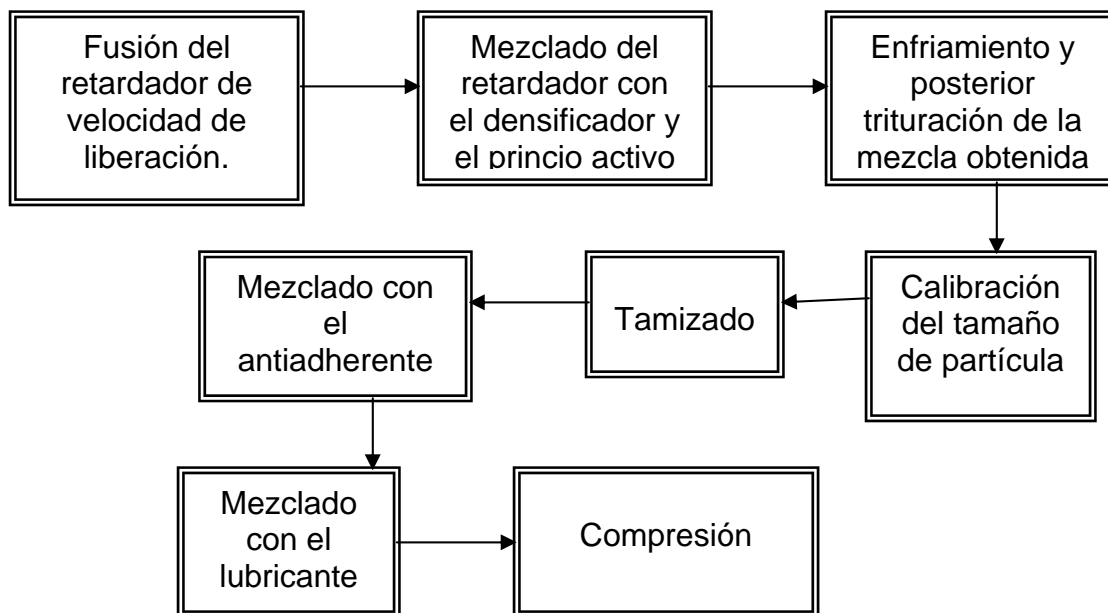 Fusión del
retardador de
velocidad de
liberación.
Mezclado del
retardador con
el densificador y
el princio activo
Enfriamiento y
posterior
trituración de la
mezcla obtenida
Calibración
del tamaño
de partícula
Tamizado
Mezclado con
el
antiadherente
Mezclado
con el
lubricante
Compresión